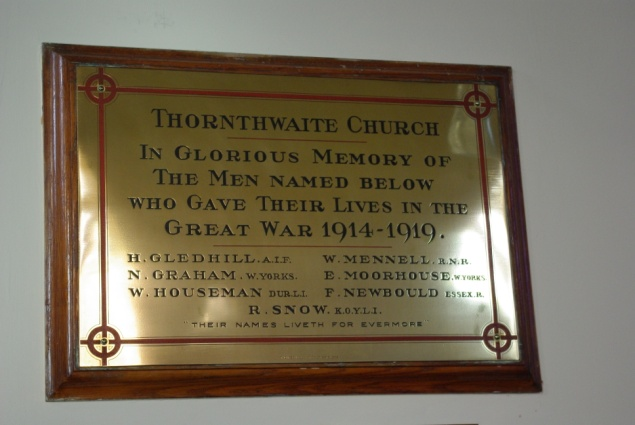 THORNTHWAITE CHURCH
IN GLORIOUS MEMORY OF
THE MEN NAMED BELOW
WHO GAVE THEIR LIVES IN THE
GREAT WAR 1914-1919.
H. GLEDHILL. A.I.F. W. MENNELL. R.N.R.
N. GRAHAM. W.YORKS. E. MOORHOUSE. W.YORKS.
W. HOUSEMAN DUR.L.I. F. NEWBOULD ESSEX.R.
R. SNOW. K.O.Y.L.I.
"THEIR NAMES LIVETH FOR EVERMORE"